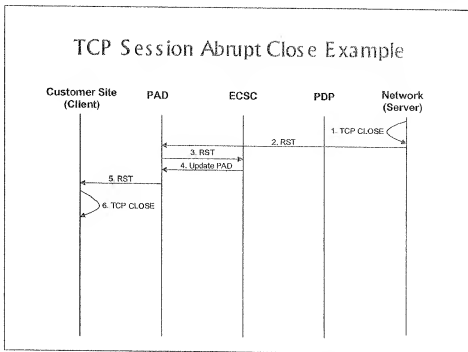 TCP Session Abrupt Close Example
Customer Site
(Client)
PAD
ECSC
PDP
Network
(Server)
1. TCP CLOSE
2. RST
3. RST
4. Update PAD
5. RST
6. TCP CLOSE